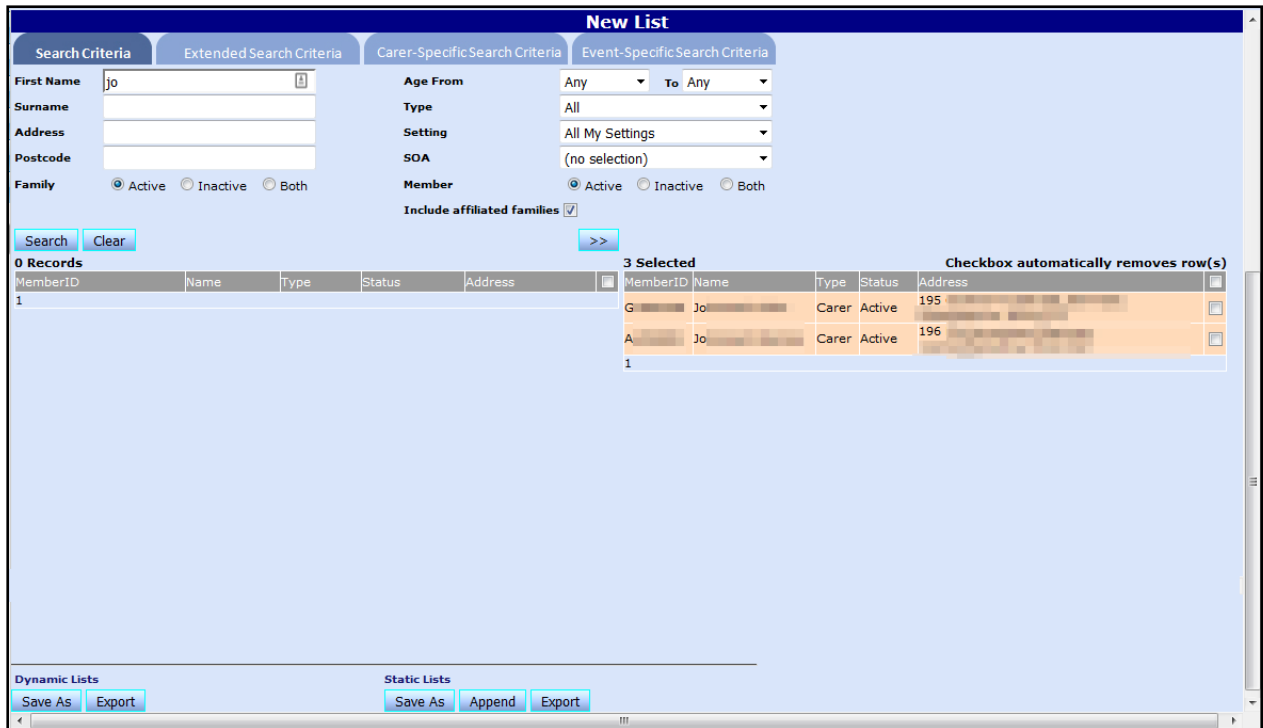 New List
Search Criteria Extended Search Criteria Carer-Specific Search Criteria Event-Specific Search Criteria
First Name jo Age From Any To Any
Surname Type All
Address Setting All My Settings
Postcode SOA (no selection)
Family Active Inactive Both Member Active Inactive Both
Include affiliated families
Search Clear >>
0 Records 3 Selected Checkbox automatically removes row(s)
MemberID Name Type Status Address MemberID Name Type Status Address
1
G Jo Carer Active 195
A Jo Carer Active 196
1
Dynamic Lists Static Lists
Save As Export Save As Append Export